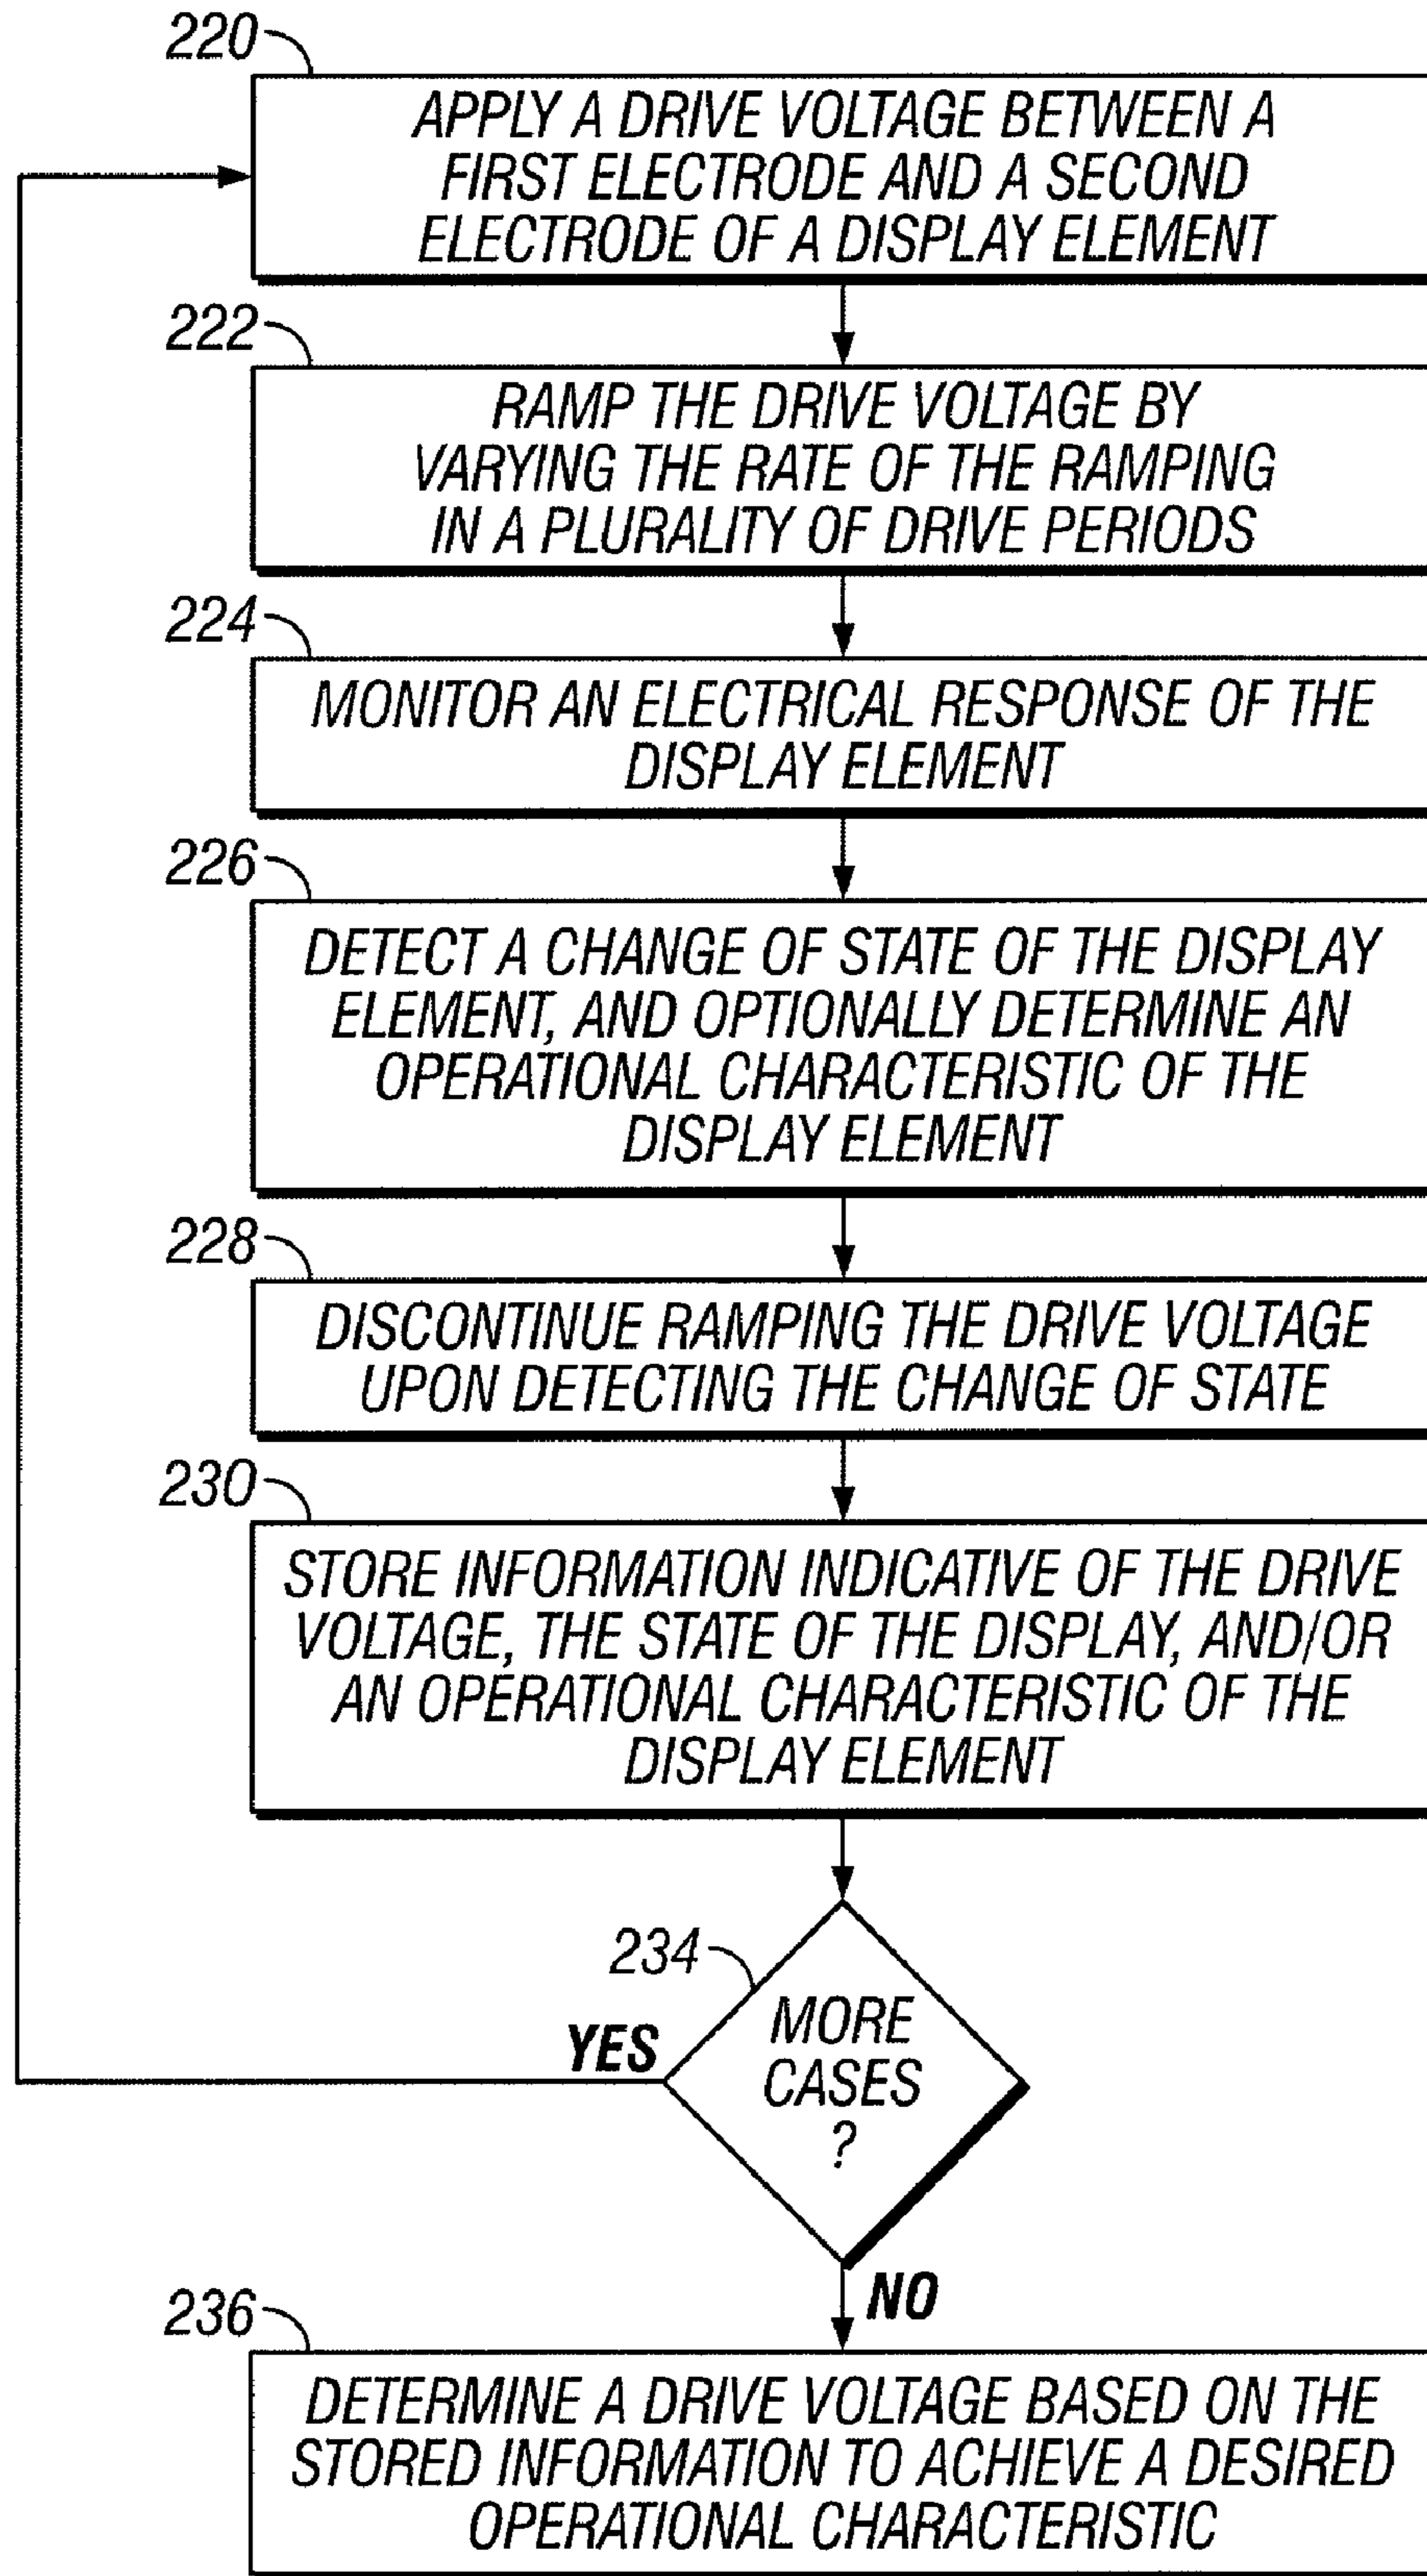 220
APPLY A DRIVE VOLTAGE BETWEEN A
FIRST ELECTRODE AND A SECOND
ELECTRODE OF A DISPLAY ELEMENT
222
RAMP THE DRIVE VOLTAGE BY
VARYING THE RATE OF THE RAMPING
IN A PLURALITY OF DRIVE PERIODS
224
MONITOR AN ELECTRICAL RESPONSE OF THE
DISPLAY ELEMENT
226
DETECT A CHANGE OF STATE OF THE DISPLAY
ELEMENT, AND OPTIONALLY DETERMINE AN
OPERATIONAL CHARACTERISTIC OF THE
DISPLAY ELEMENT
228
DISCONTINUE RAMPING THE DRIVE VOLTAGE
UPON DETECTING THE CHANGE OF STATE
230
STORE INFORMATION INDICATIVE OF THE DRIVE
VOLTAGE, THE STATE OF THE DISPLAY, AND/OR
AN OPERATIONAL CHARACTERISTIC OF THE
DISPLAY ELEMENT
234
MORE
CASES
?
YES
NO
236
DETERMINE A DRIVE VOLTAGE BASED ON THE
STORED INFORMATION TO ACHIEVE A DESIRED
OPERATIONAL CHARACTERISTIC